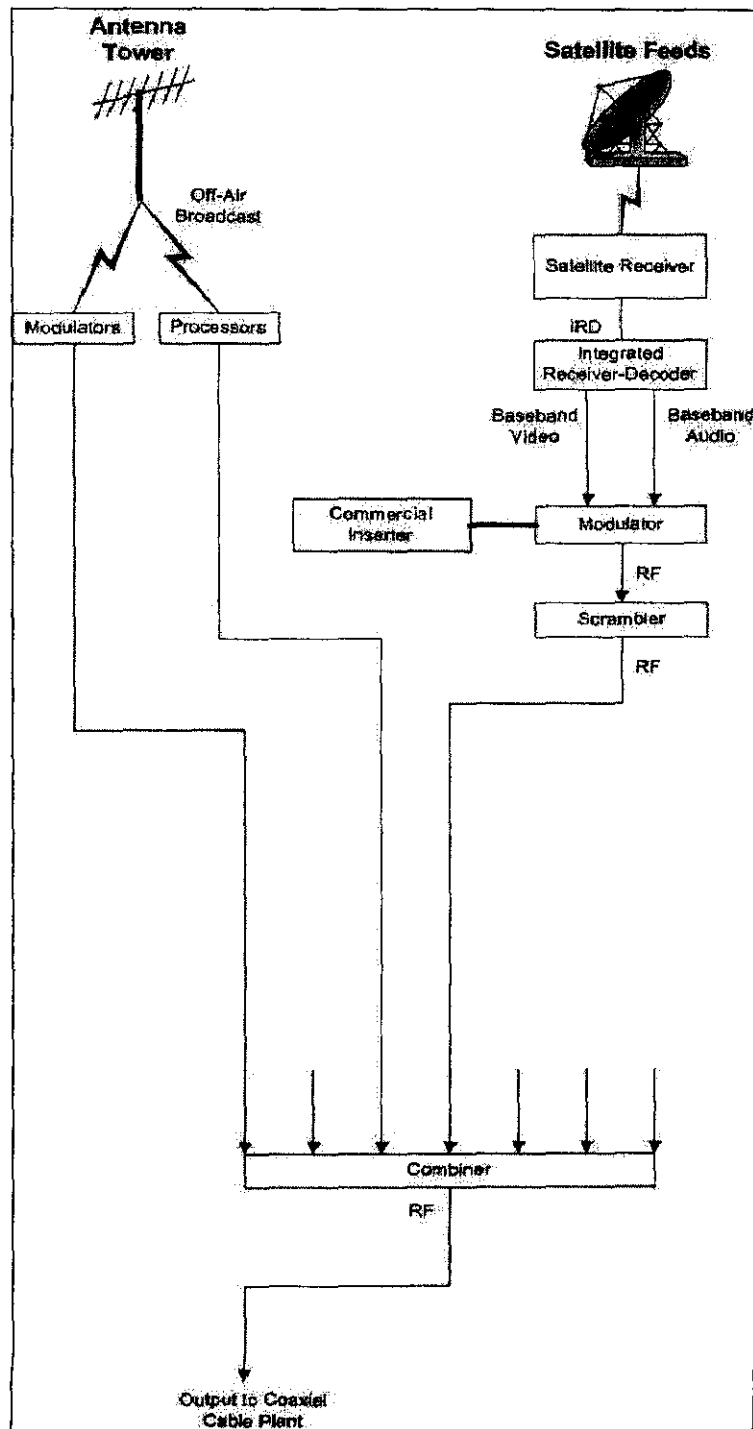 Antenna
Tower
Satellite Feeds
Off-Air
Broadcast
Satellite Receiver
Modulators
Processors
IRD
Integrated
Receiver-Decoder
Baseband
Video
Baseband
Audio
Commercial
Inserter
Modulator
RF
Scrambler
RF
Combiner
RF
Output to Coaxial
Cable Plant